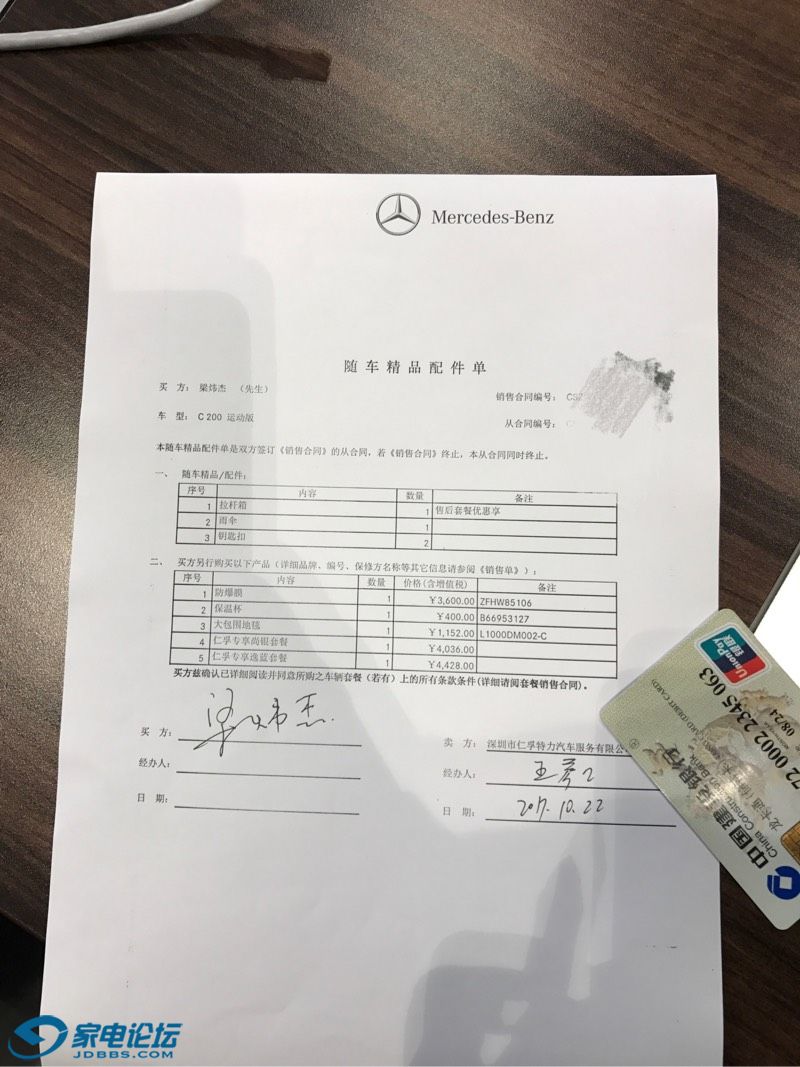 Mercedes-Benz
随车精品配件单
买 方: 梁炜杰 (先生)
销售合同编号: CS
车 型: C 200 运动版
从合同编号:
本随车精品配件单是双方签订《销售合同》的从合同, 若《销售合同》终止, 本从合同同时终止。
一、 随车精品/配件:
序号 内容 数量 备注
1 拉杆箱 1 售后套餐优惠享
2 雨伞 1
3 钥匙扣 2
二、 买方另行购买以下产品 (详细品牌、编号、保修方名称等其它信息请参阅《销售单》) :
序号 内容 数量 价格(含增值税) 备注
1 防爆膜 1 ¥3,600.00 ZFHW85106
2 保温杯 1 ¥400.00 B66953127
3 大包围地毯 1 ¥1,152.00 L1000DM002-C
4 仁孚专享尚银套餐 1 ¥4,036.00
5 仁孚专享逸蓝套餐 1 ¥4,428.00
买方兹确认已详细阅读并同意所购之车辆套餐(若有)上的所有条款条件(详细请阅套餐销售合同)。
买 方: 梁炜杰
卖 方: 深圳市仁孚特力汽车服务有限公
经办人:
经办人:
日 期:
日 期: 2017.10.22
UnionPay
银联
72 0002 2345 063
08/24
(DEBIT CARD)
龙卡通
中国建设银行
China Constr Bank
家电论坛
JDBBS.COM